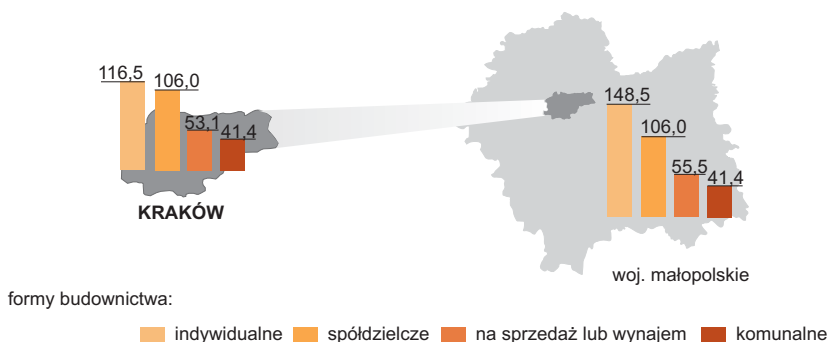 116,5
106,0
53,1
41,4
KRAKÓW
148,5
106,0
55,5
41,4
woj. małopolskie
formy budownictwa:
indywidualne spółdzielcze na sprzedaż lub wynajem komunalne